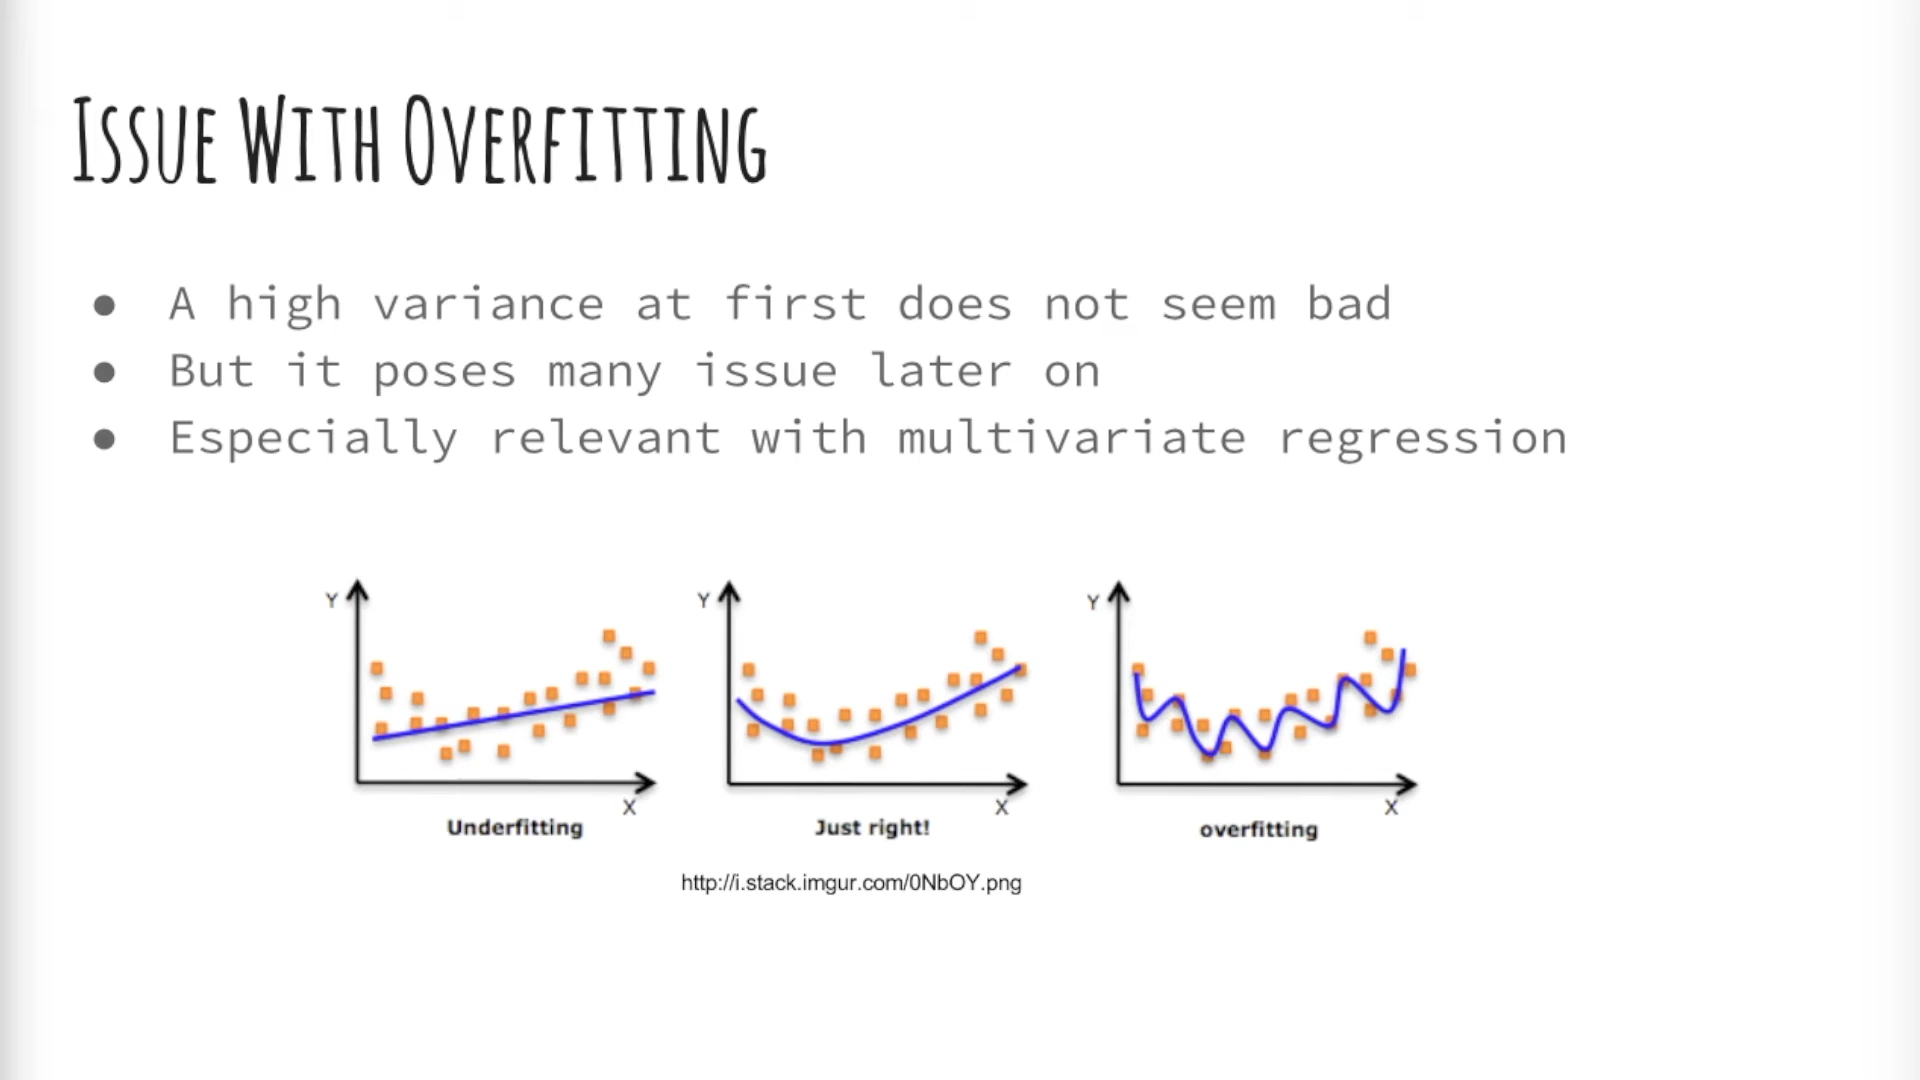 Issue With Overfitting
● A high variance at first does not seem bad
● But it poses many issue later on
● Especially relevant with multivariate regression
Y Y Y
X X X
Underfitting Just right! overfitting
http://i.stack.imgur.com/0NbOY.png